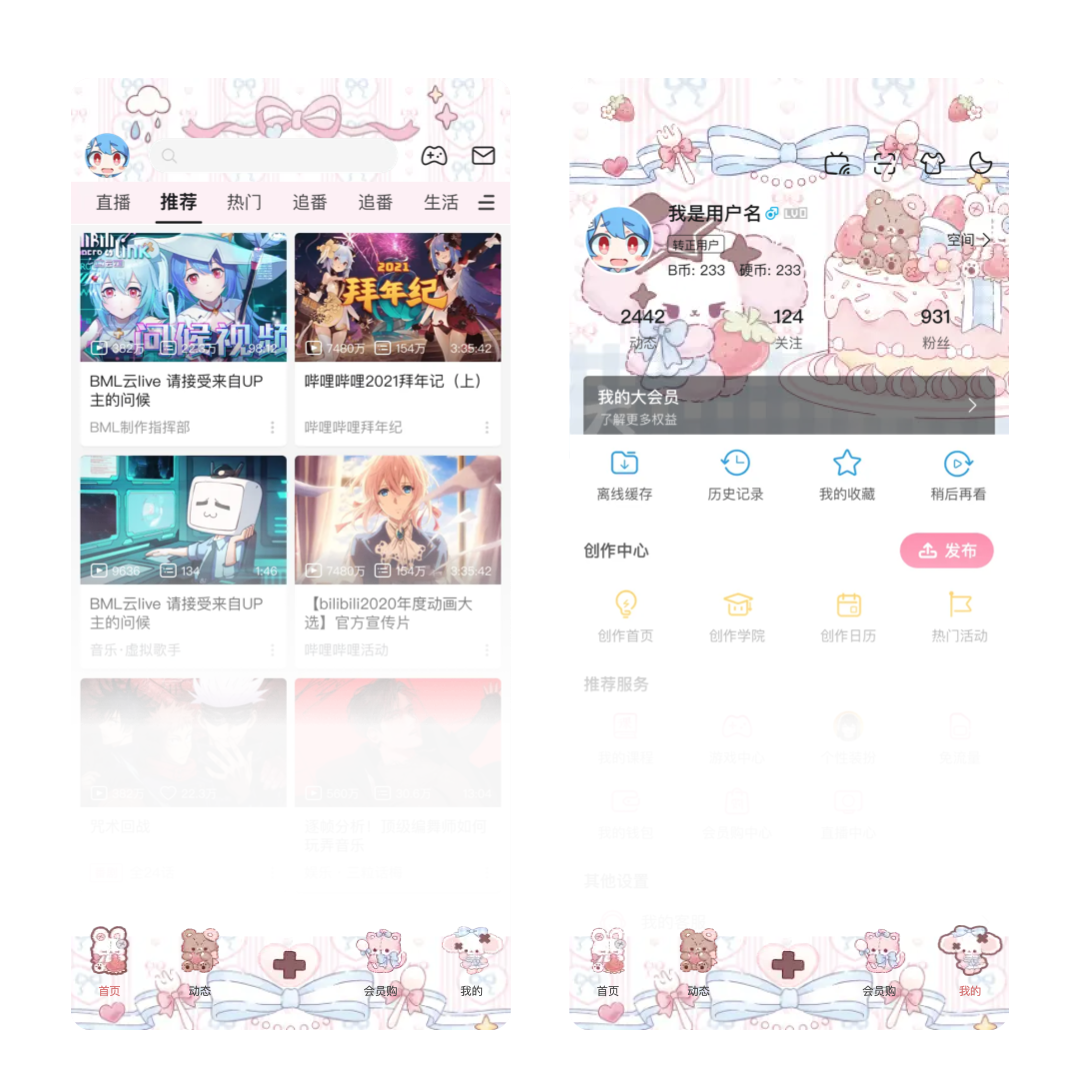 直播
推荐
热门
追番
追番
生活
问候视频
2021
拜年纪
7480万
154万
3:35:42
BML云live 请接受来自UP
主的问候
BML制作指挥部
哔哩哔哩2021拜年记（上）
哔哩哔哩拜年纪
9636
134
1:46
7480万
154万
3:35:42
BML云live 请接受来自UP
主的问候
音乐·虚拟歌手
【bilibili2020年度动画大
选】官方宣传片
哔哩哔哩活动
首页
动态
会员购
我的
我是用户名
LV0
转正用户
B币: 233
硬币: 233
空间
2442
动态
124
关注
931
粉丝
我的大会员
了解更多权益
离线缓存
历史记录
我的收藏
稍后再看
创作中心
发布
创作首页
创作学院
创作日历
热门活动
推荐服务
其他设置
首页
动态
会员购
我的